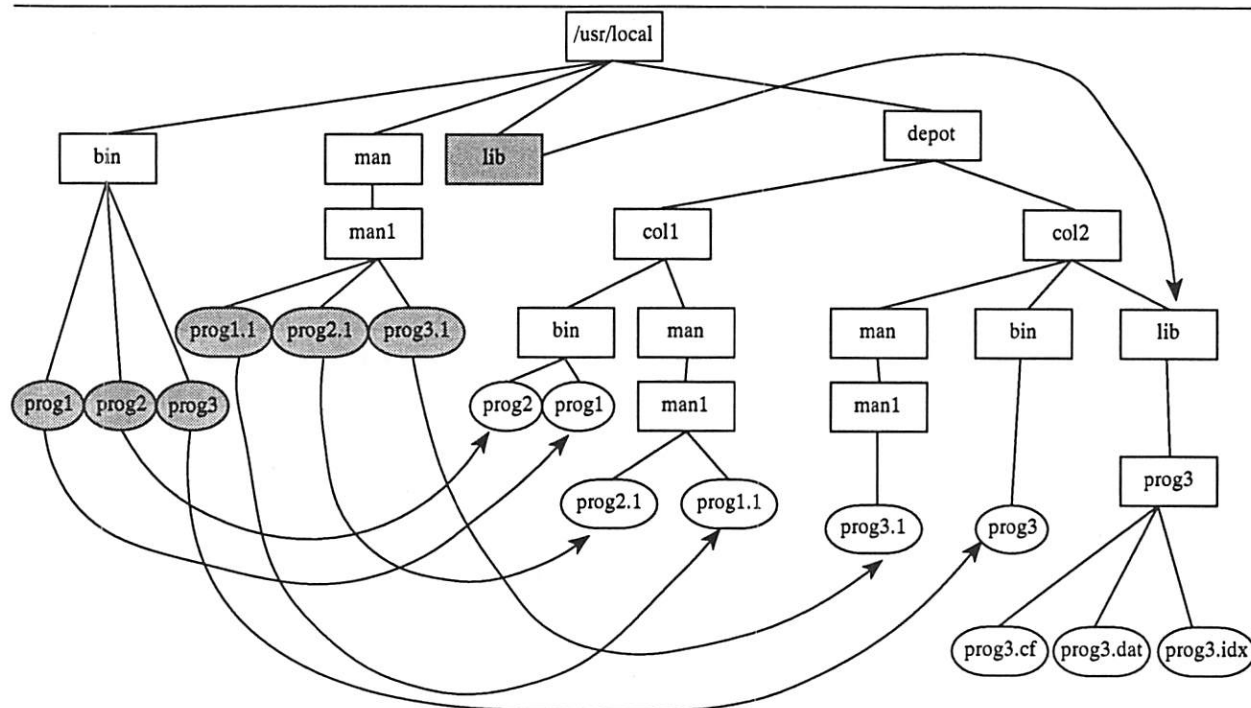 /usr/local
bin
man
lib
depot
man1
col1
col2
prog1.1
prog2.1
prog3.1
bin
man
man
bin
lib
prog1
prog2
prog3
prog2
prog1
man1
man1
prog2.1
prog1.1
prog3.1
prog3
prog3
prog3.cf
prog3.dat
prog3.idx